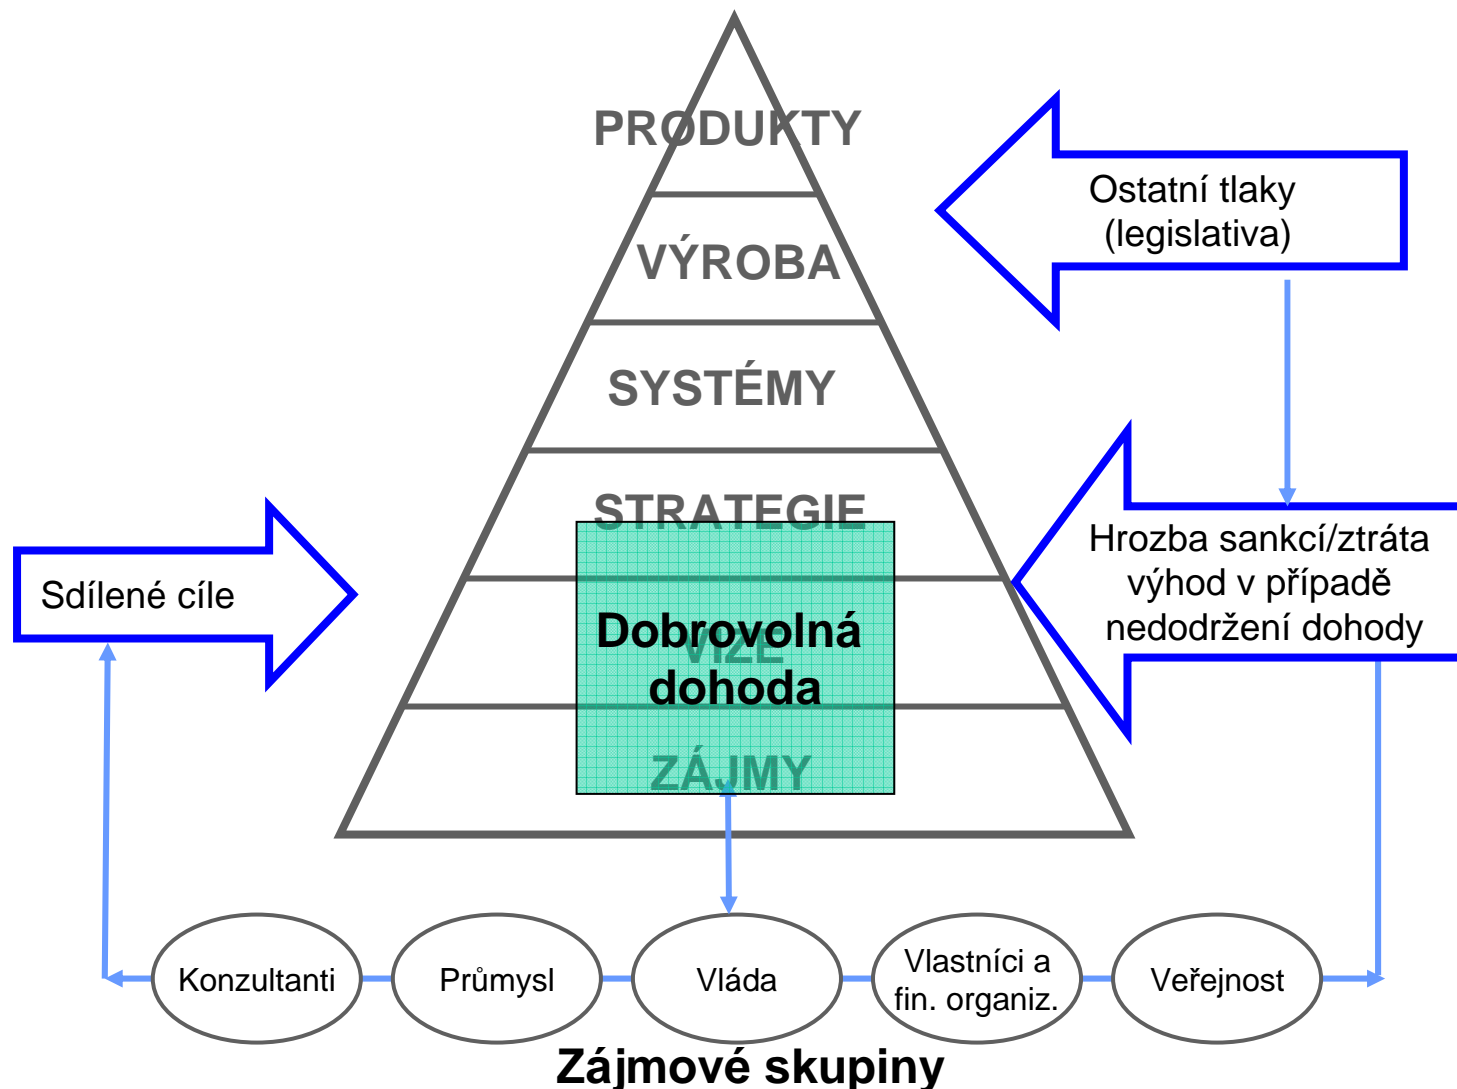 PRODUKTY
Ostatní tlaky
(legislativa)
VÝROBA
SYSTÉMY
STRATEGIE
Hrozba sankcí/ztráta
výhod v případě
nedodržení dohody
Sdílené cíle
Dobrovolná
dohoda
VIZE
ZÁJMY
Konzultanti
Průmysl
Vláda
Vlastníci a
fin. organiz.
Veřejnost
Zájmové skupiny